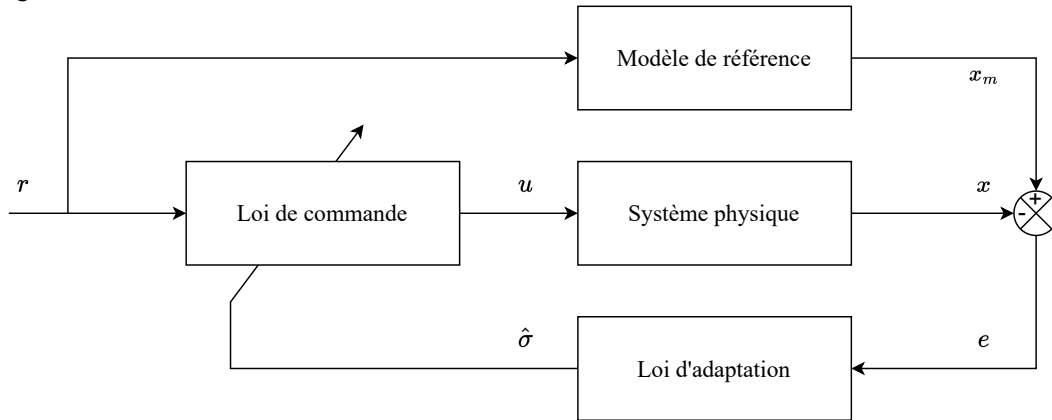 Modèle de référence
x_m
r
Loi de commande
u
Système physique
x
+
-
σ̂
Loi d'adaptation
e